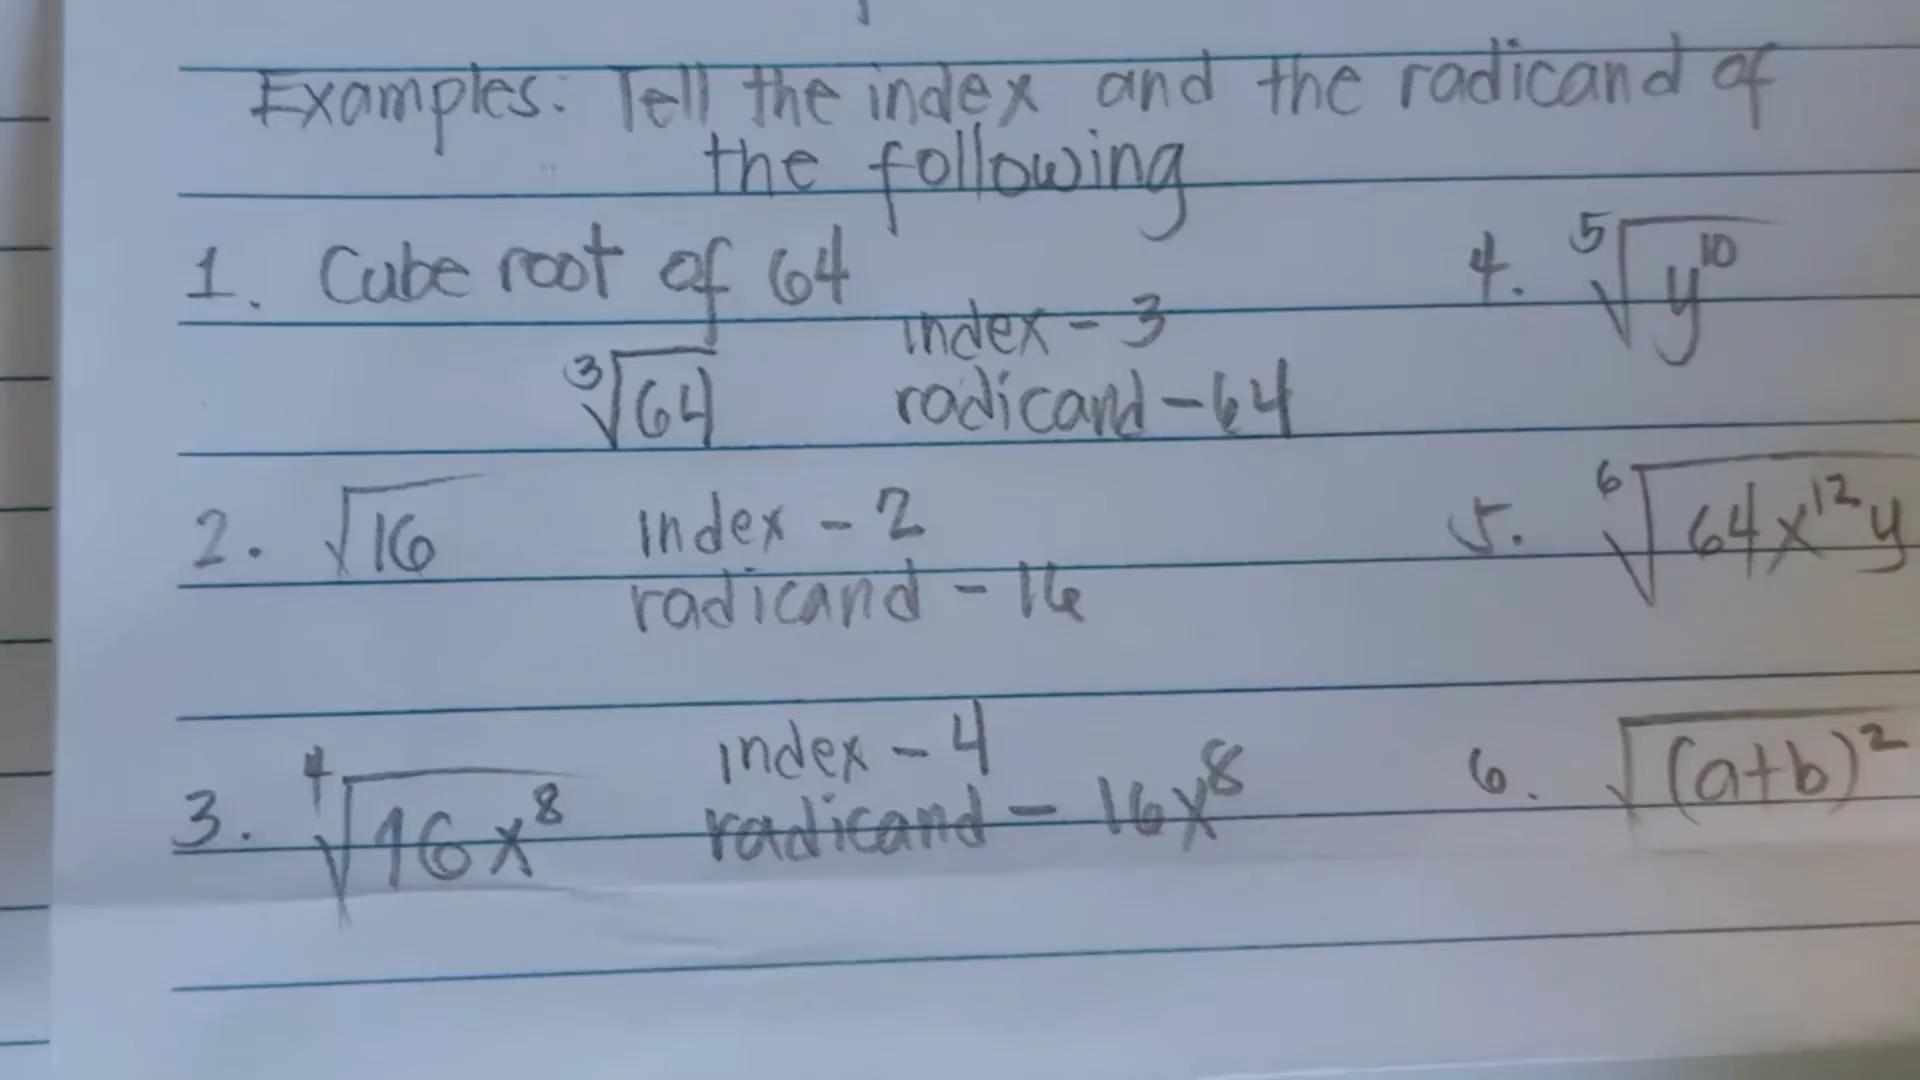 Examples: Tell the index and the radicand of
the following
1. Cube root of 64
∛64
index - 3
radicand - 64
2. √16
index - 2
radicand - 16
3. ∜16x⁸
index - 4
radicand - 16x⁸
4. ⁵√y¹⁰
5. ⁶√64x¹²y
6. √(a+b)²